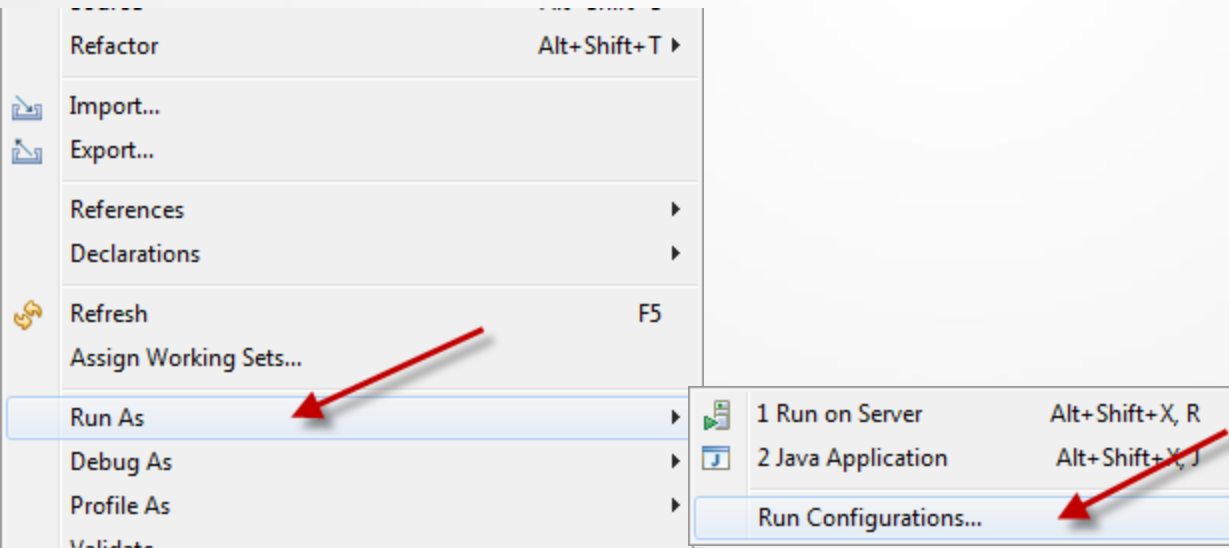 Refactor Alt+Shift+T
Import...
Export...
References
Declarations
Refresh F5
Assign Working Sets...
Run As
Debug As
Profile As
Validate
1 Run on Server Alt+Shift+X, R
2 Java Application Alt+Shift+X, J
Run Configurations...